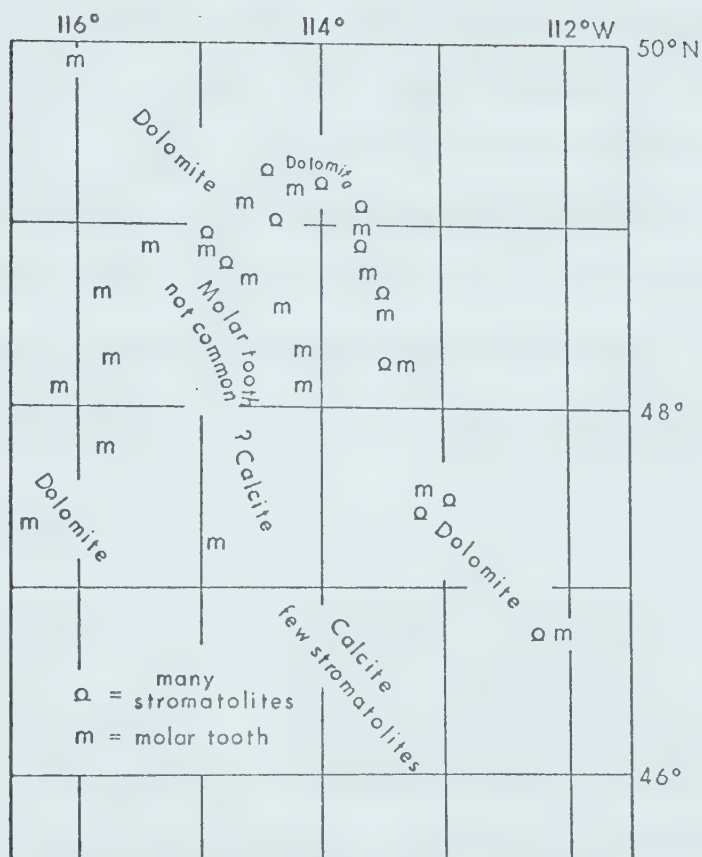 116° 114° 112°W
50°N
m
Dolomite
Ω Dolomite
m Ω
m Ω
Ω m
Ω
m m Ω
Ω m
m Ω
m m m
Molar tooth
not common
m m Ω m
m m
48°
m
? Calcite
m Ω
Dolomite
m Ω
Dolomite
m
Ω m
Calcite
few stromatolites
many
Ω = stromatolites
m = molar tooth
46°